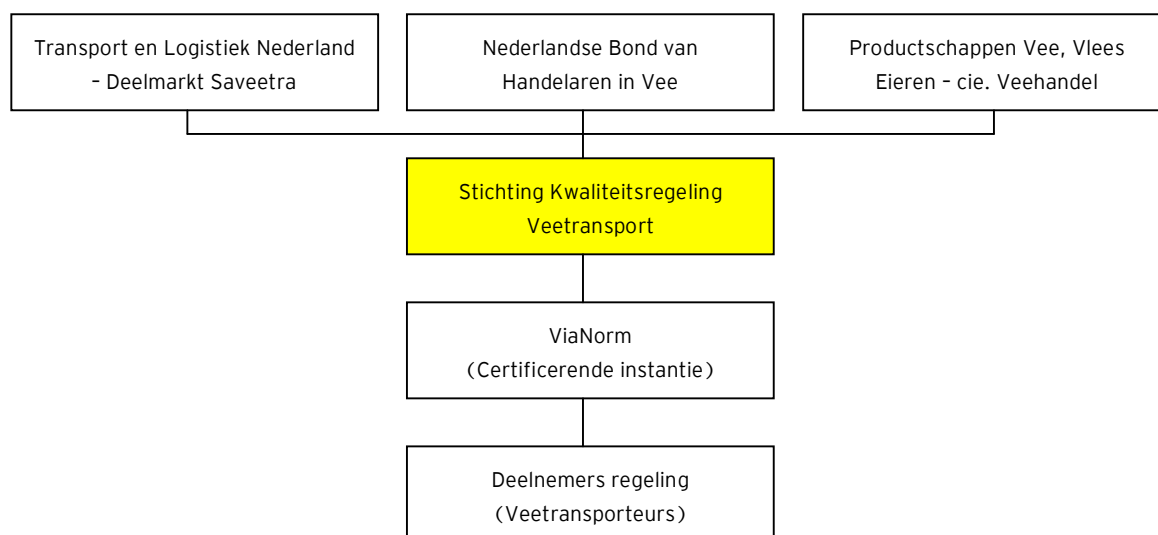 Transport en Logistiek Nederland
– Deelmarkt Saveetra
Nederlandse Bond van
Handelaren in Vee
Productschappen Vee, Vlees
Eieren – cie. Veehandel
Stichting Kwaliteitsregeling
Veetransport
ViaNorm
(Certificerende instantie)
Deelnemers regeling
(Veetransporteurs)